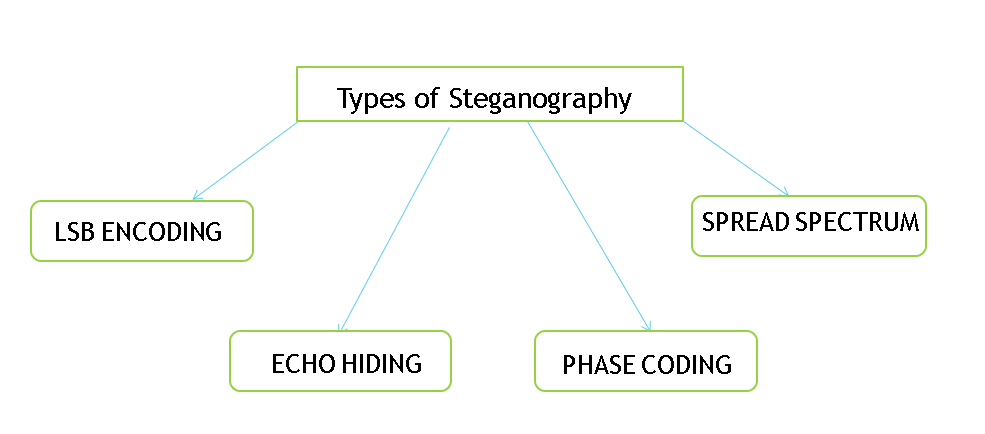 Types of Steganography
LSB ENCODING
SPREAD SPECTRUM
ECHO HIDING
PHASE CODING